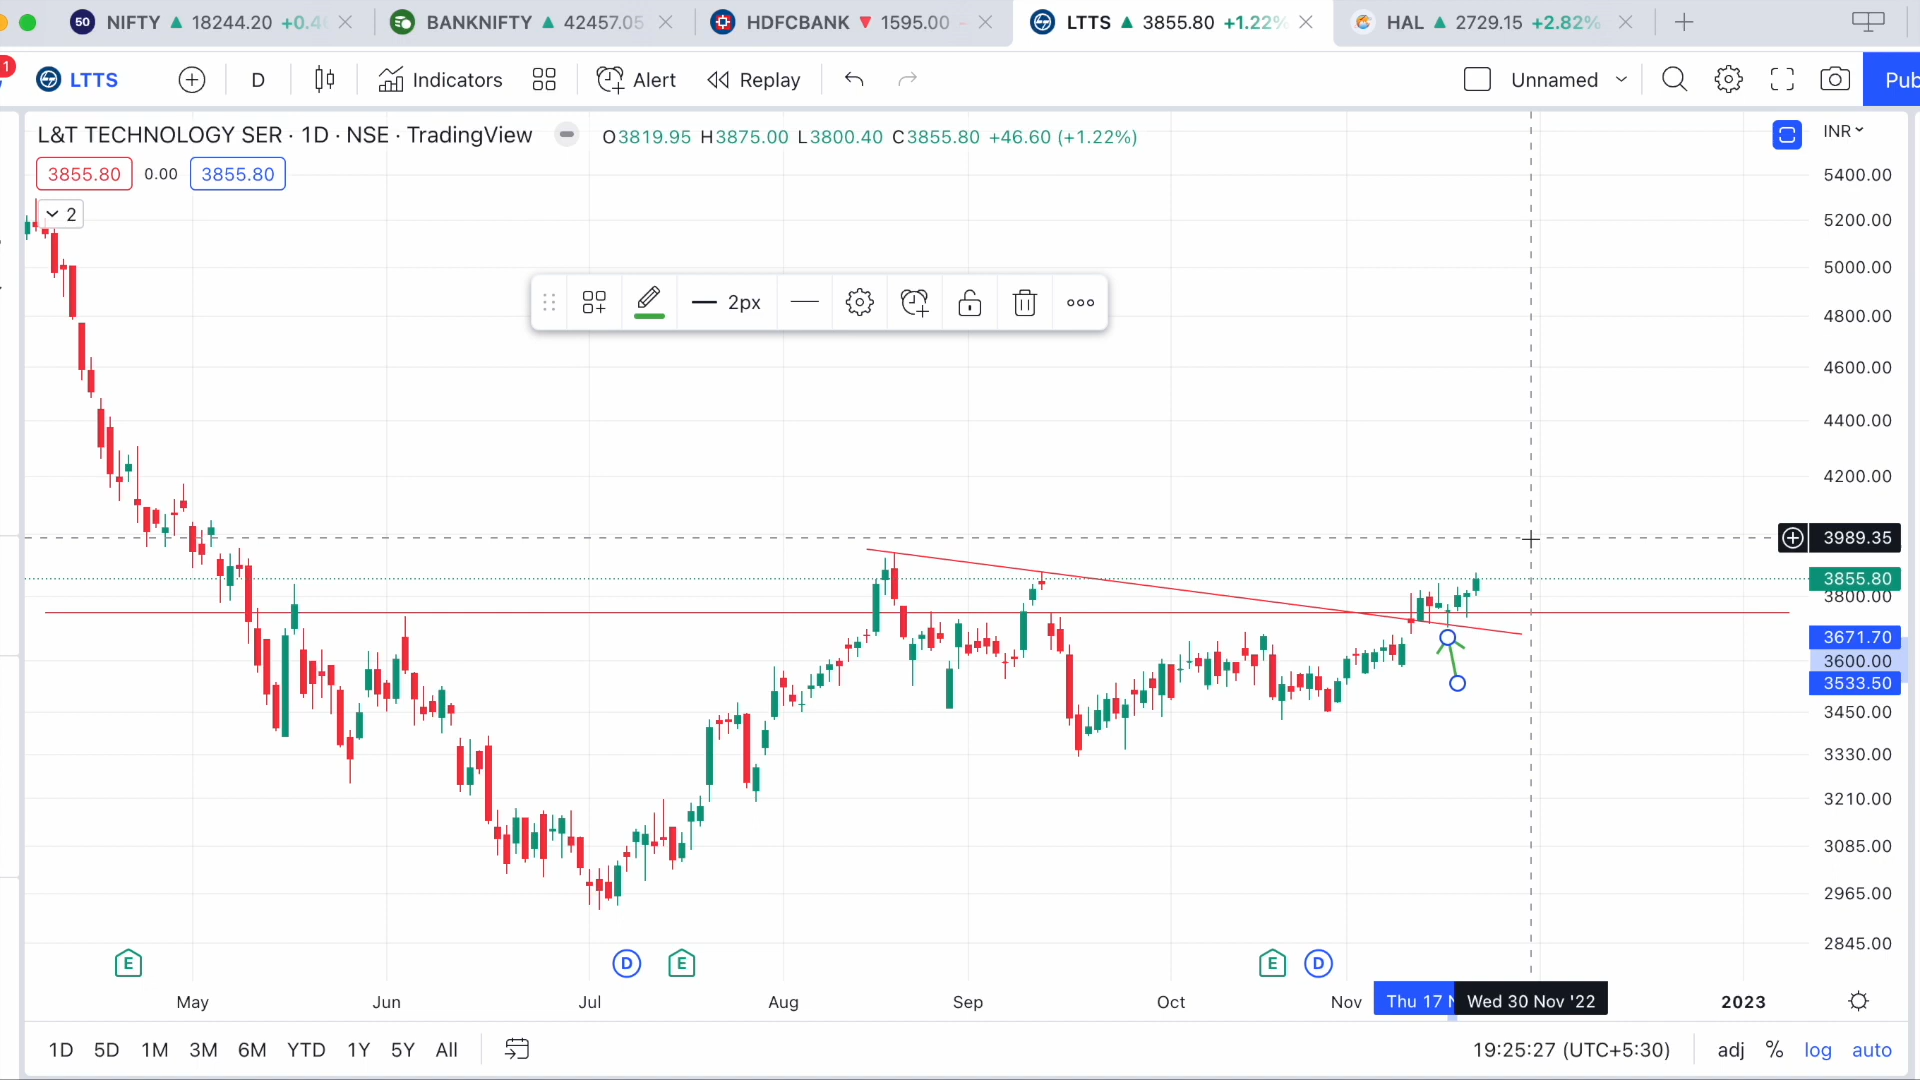 50 NIFTY 18244.20 +0.4
BANKNIFTY 42457.05
HDFCBANK 1595.00
LTTS 3855.80 +1.22%
HAL 2729.15 +2.82%
1
LTTS D Indicators Alert Replay Unnamed Pub
L&T TECHNOLOGY SER · 1D · NSE · TradingView O3819.95 H3875.00 L3800.40 C3855.80 +46.60 (+1.22%) INR
3855.80 0.00 3855.80
2
2px
5400.00
5200.00
5000.00
4800.00
4600.00
4400.00
4200.00
3989.35
3855.80
3800.00
3671.70
3600.00
3533.50
3450.00
3330.00
3210.00
3085.00
2965.00
2845.00
E D E E D
May Jun Jul Aug Sep Oct Nov Thu 17 N Wed 30 Nov '22 2023
1D 5D 1M 3M 6M YTD 1Y 5Y All 19:25:27 (UTC+5:30) adj % log auto